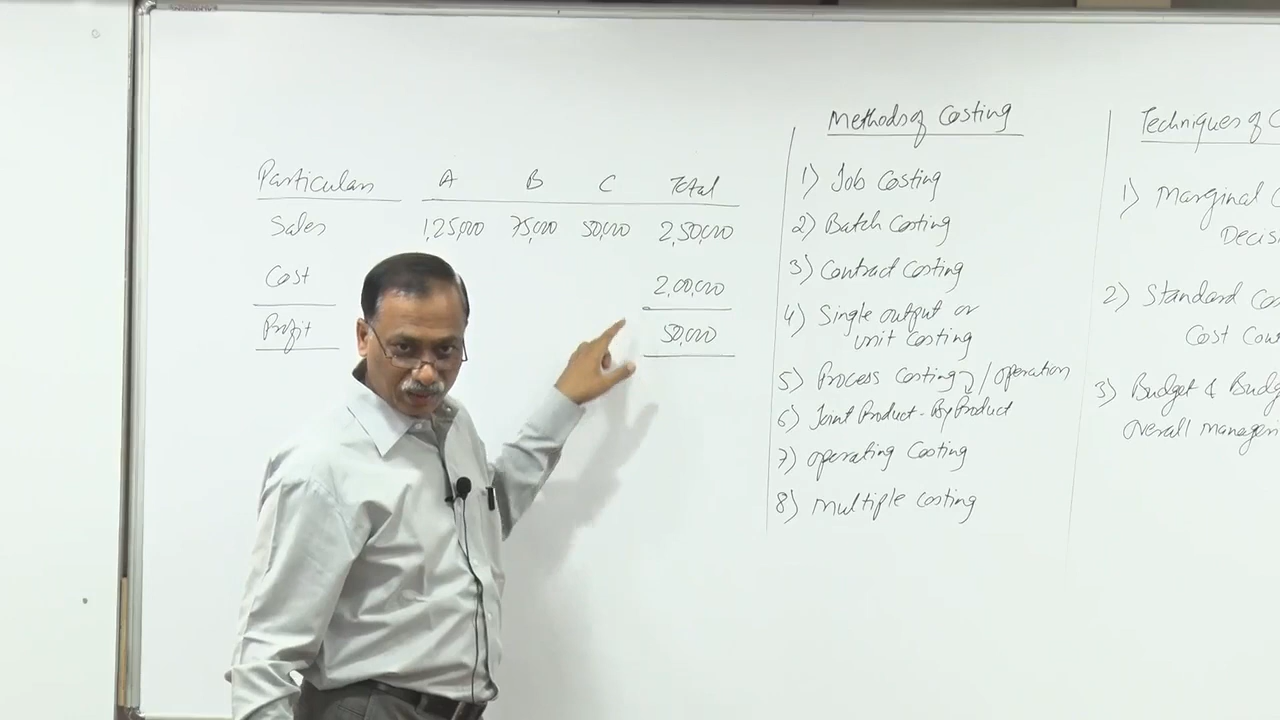 Particulars A B C Total
Sales 1,25,000 75,000 50,000 2,50,000
Cost 2,00,000
Profit 50,000
Methods of Costing
1) Job Costing
2) Batch Costing
3) Contract Costing
4) Single output or
unit Costing
5) Process Costing / operation
6) Joint Product - By Product
7) operating Costing
8) multiple Costing
Techniques of C
1) Marginal C
Decis
2) Standard Co
Cost Con
3) Budget & Budg
overall managem